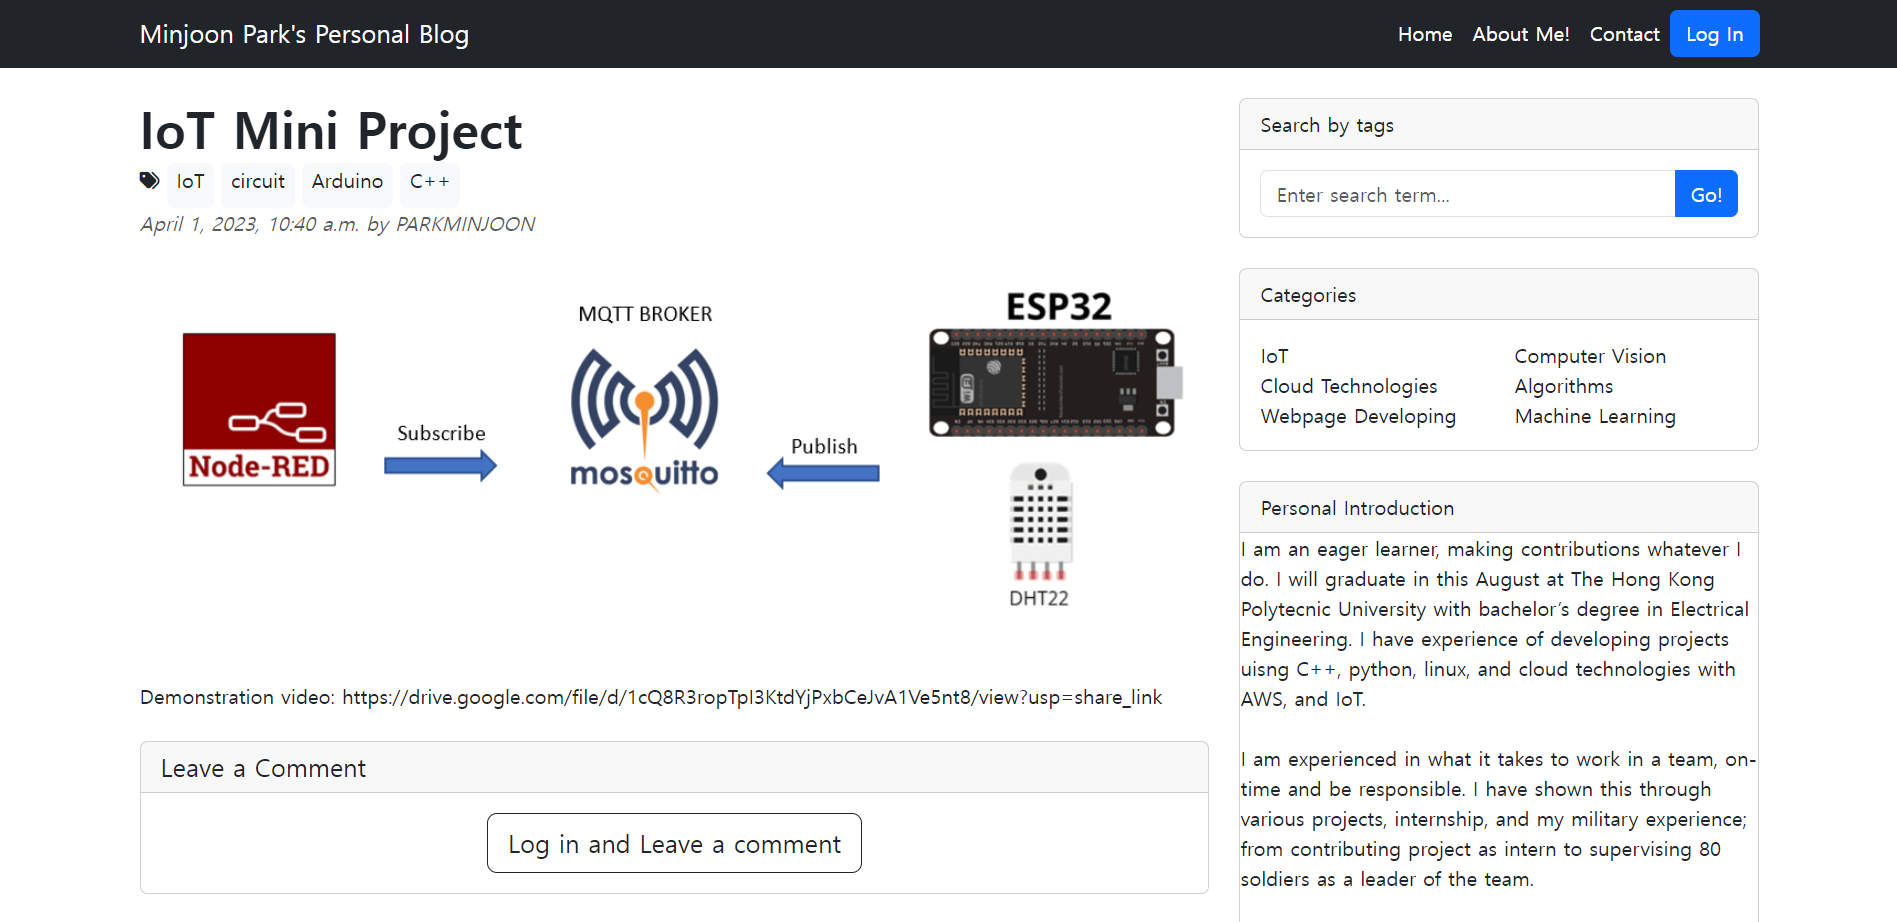 Minjoon Park's Personal Blog
Home About Me! Contact Log In
IoT Mini Project
IoT circuit Arduino C++
April 1, 2023, 10:40 a.m. by PARKMINJOON
MQTT BROKER
ESP32
WiFi
Subscribe
Publish
Node-RED
mosquitto
DHT22
Demonstration video: https://drive.google.com/file/d/1cQ8R3ropTpI3KtdYjPxbCeJvA1Ve5nt8/view?usp=share_link
Leave a Comment
Log in and Leave a comment
Search by tags
Enter search term...
Go!
Categories
IoT
Cloud Technologies
Webpage Developing
Computer Vision
Algorithms
Machine Learning
Personal Introduction
I am an eager learner, making contributions whatever I
do. I will graduate in this August at The Hong Kong
Polytecnic University with bachelor's degree in Electrical
Engineering. I have experience of developing projects
uisng C++, python, linux, and cloud technologies with
AWS, and IoT.
I am experienced in what it takes to work in a team, on-
time and be responsible. I have shown this through
various projects, internship, and my military experience;
from contributing project as intern to supervising 80
soldiers as a leader of the team.